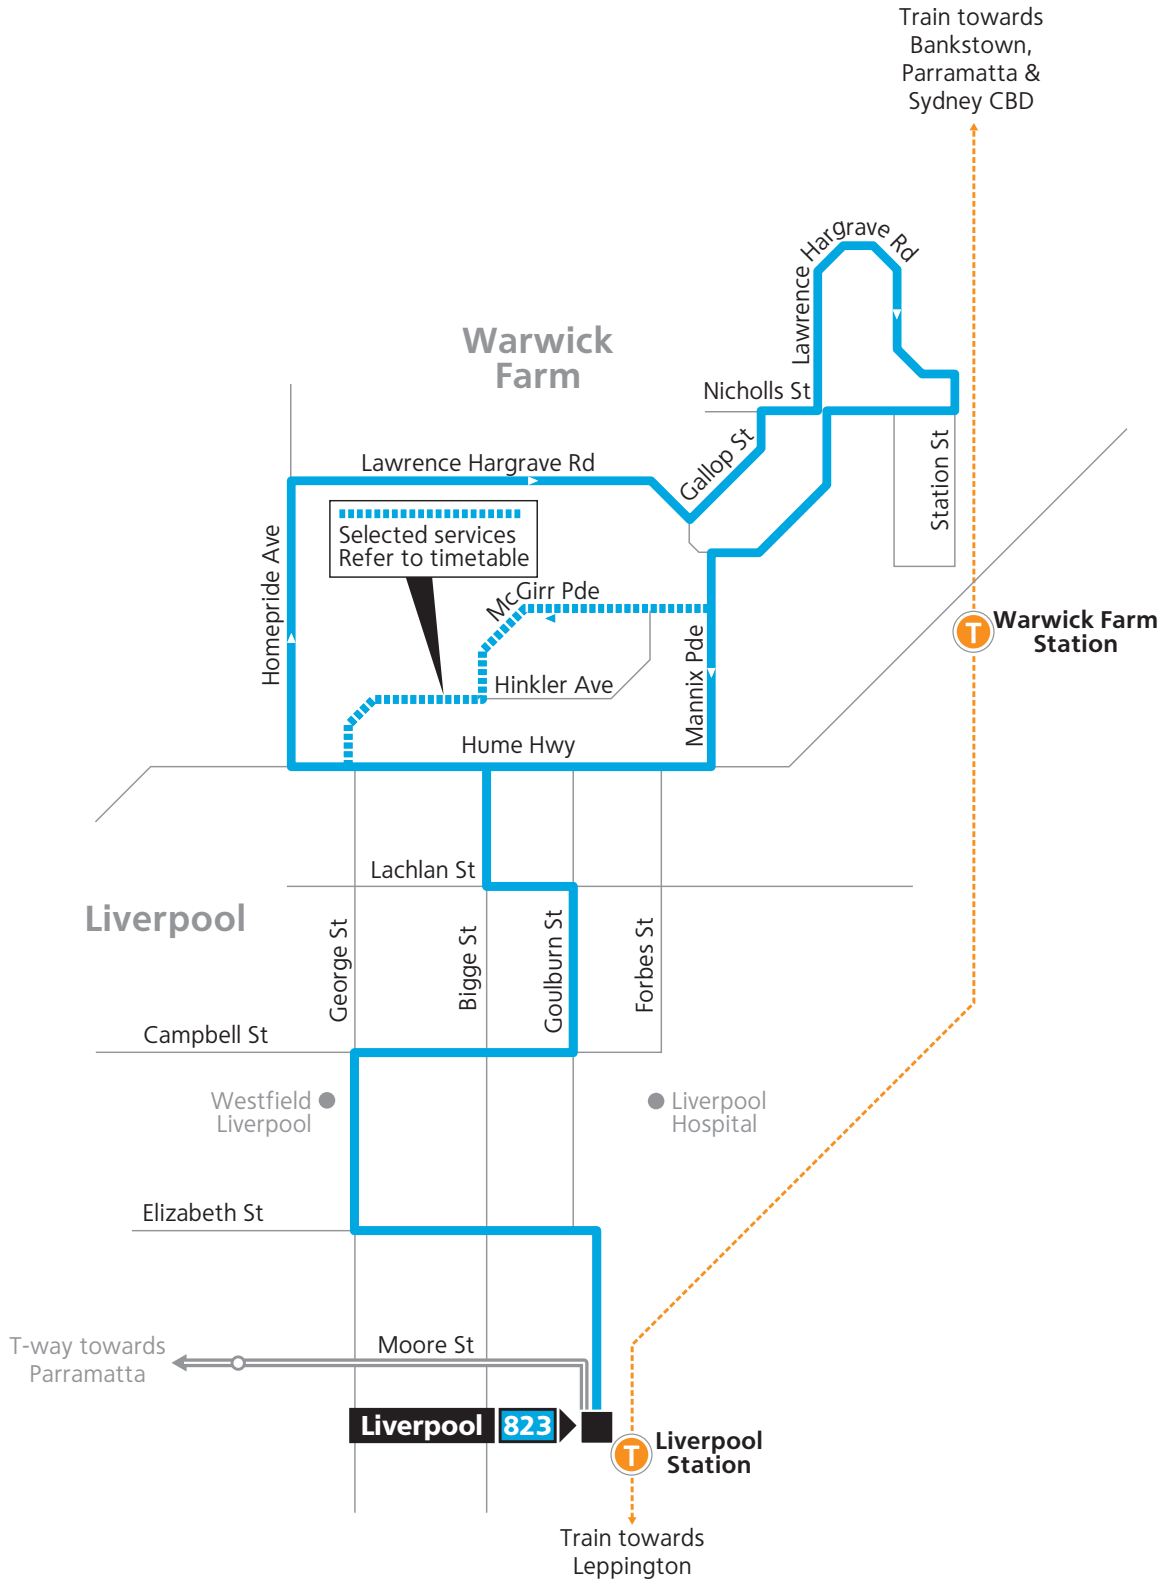 Train towards
Bankstown,
Parramatta &
Sydney CBD
Lawrence Hargrave Rd
Warwick
Farm
Nicholls St
Gallop St
Lawrence Hargrave Rd
Station St
Selected services
Refer to timetable
Homepride Ave
McGirr Pde
Warwick Farm
Station
Mannix Pde
Hinkler Ave
Hume Hwy
Lachlan St
Liverpool
George St
Bigge St
Goulburn St
Forbes St
Campbell St
Westfield
Liverpool
Liverpool
Hospital
Elizabeth St
T-way towards
Parramatta
Moore St
Liverpool 823
T
T
Liverpool
Station
Train towards
Leppington